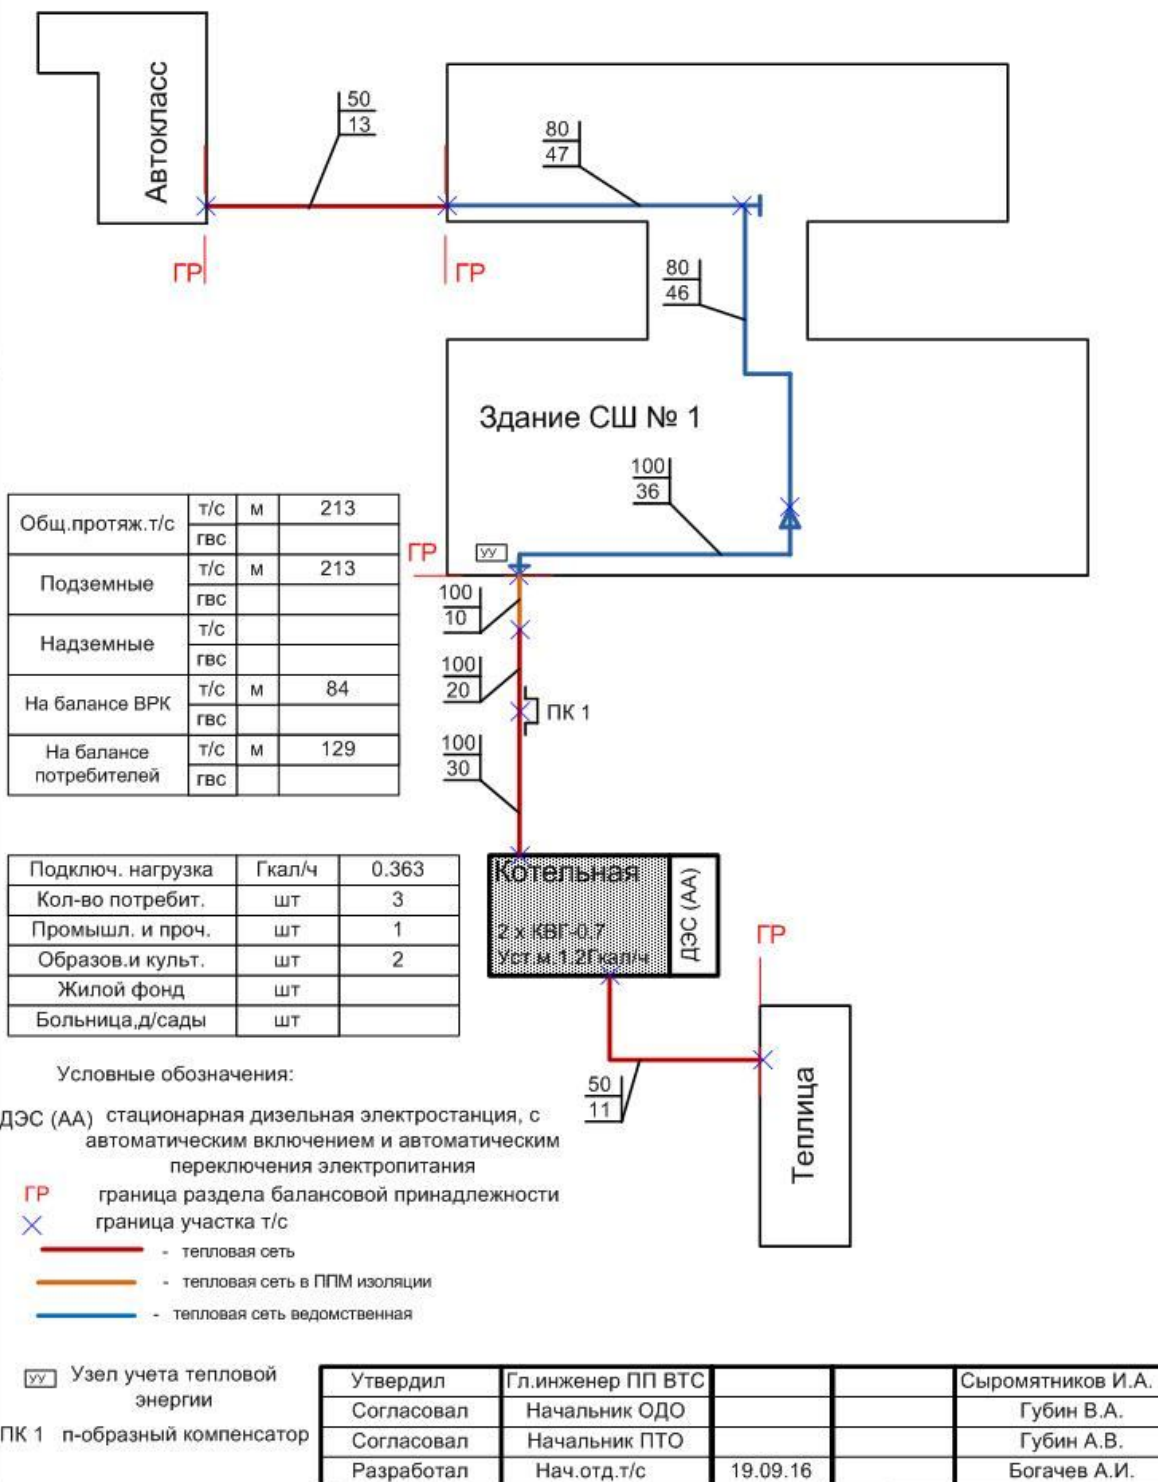 Автокласс
50
13
80
47
ГР
ГР
80
46
Здание СШ № 1
100
36
ГР
УУ
100
10
100
20
ПК 1
100
30
Общ.протяж.т/с т/с м 213
гвс
Подземные т/с м 213
гвс
Надземные т/с
гвс
На балансе ВРК т/с м 84
гвс
На балансе потребителей т/с м 129
гвс
Подключ. нагрузка Гкал/ч 0.363
Кол-во потребит. шт 3
Промышл. и проч. шт 1
Образов.и культ. шт 2
Жилой фонд шт
Больница,д/сады шт
Котельная
2 х КВГ-0.7
Уст.м. 1.2Гкал/ч
ДЭС (АА)
ГР
50
11
Теплица
Условные обозначения:
ДЭС (АА) стационарная дизельная электростанция, с
автоматическим включением и автоматическим
переключения электропитания
ГР граница раздела балансовой принадлежности
граница участка т/с
- тепловая сеть
- тепловая сеть в ППМ изоляции
- тепловая сеть ведомственная
УУ Узел учета тепловой
энергии
ПК 1 п-образный компенсатор
Утвердил Гл.инженер ПП ВТС Сыромятников И.А.
Согласовал Начальник ОДО Губин В.А.
Согласовал Начальник ПТО Губин А.В.
Разработал Нач.отд.т/с 19.09.16 Богачев А.И.